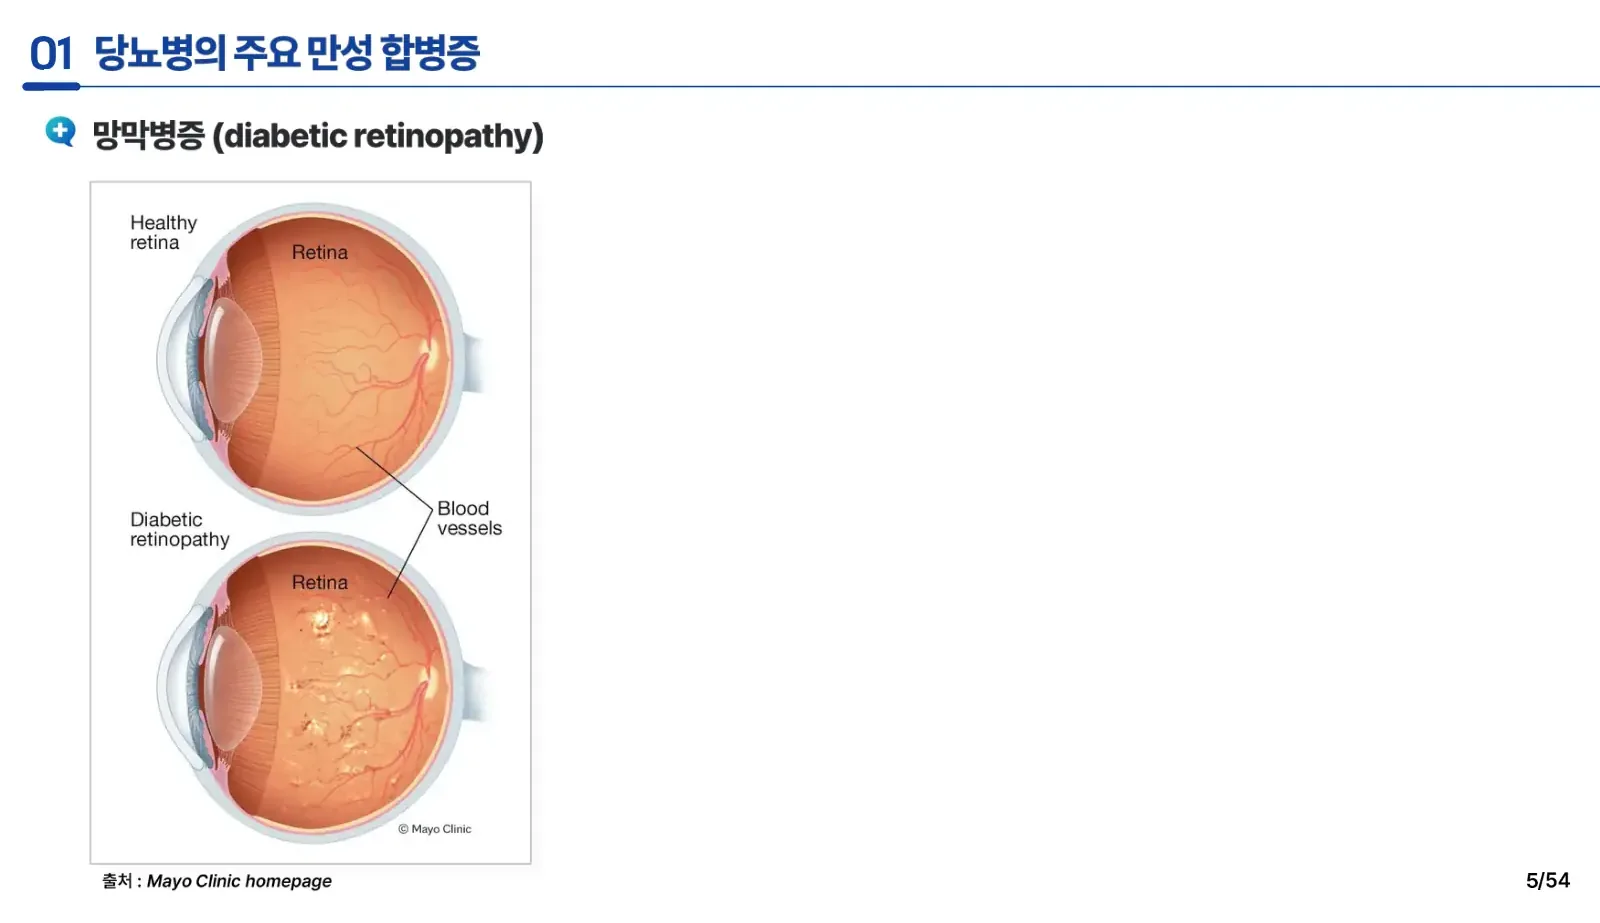 01 당뇨병의 주요 만성 합병증
망막병증 (diabetic retinopathy)
Healthy
retina
Retina
Blood
vessels
Diabetic
retinopathy
Retina
© Mayo Clinic
출처 : Mayo Clinic homepage
5/54